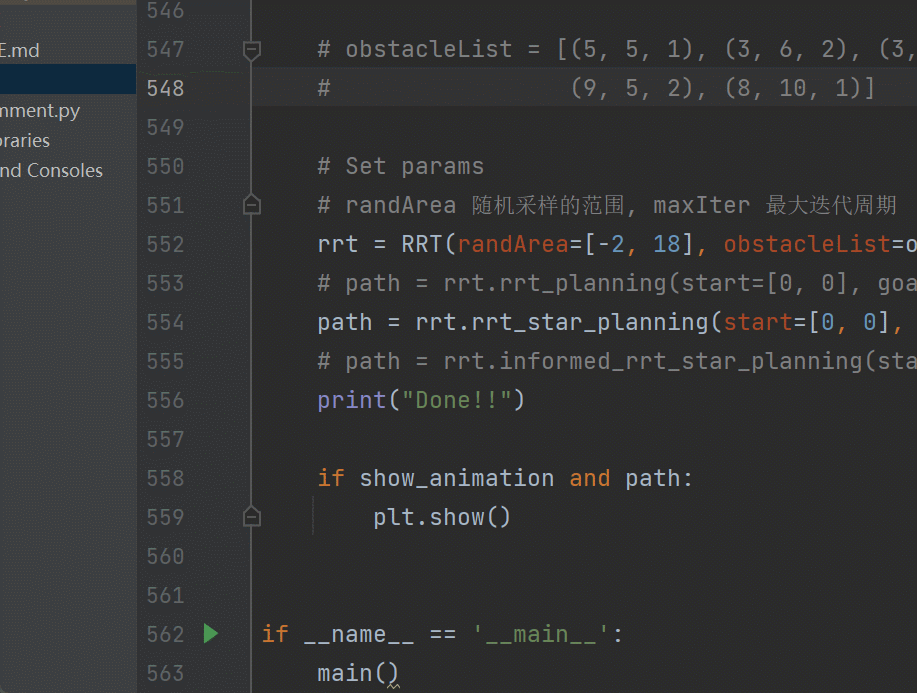 546
E.md
547 # obstacleList = [(5, 5, 1), (3, 6, 2), (3,
548 # (9, 5, 2), (8, 10, 1)]
mment.py
549
braries
550 # Set params
nd Consoles
551 # randArea 随机采样的范围, maxIter 最大迭代周期
552 rrt = RRT(randArea=[-2, 18], obstacleList=o
553 # path = rrt.rrt_planning(start=[0, 0], goa
554 path = rrt.rrt_star_planning(start=[0, 0],
555 # path = rrt.informed_rrt_star_planning(sta
556 print("Done!!")
557
558 if show_animation and path:
559 plt.show()
560
561
562 if __name__ == '__main__':
563 main()